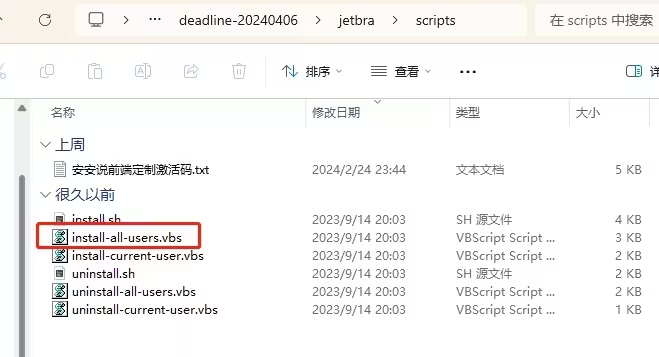 deadline-20240406 > jetbra > scripts 在 scripts 中搜索
排序 查看
名称 修改日期 类型 大小
上周
安安说前端定制激活码.txt 2024/2/24 23:44 文本文档 5 KB
很久以前
install.sh 2023/9/14 20:03 SH 源文件 4 KB
install-all-users.vbs 2023/9/14 20:03 VBScript Script ... 3 KB
install-current-user.vbs 2023/9/14 20:03 VBScript Script ... 2 KB
uninstall.sh 2023/9/14 20:03 SH 源文件 2 KB
uninstall-all-users.vbs 2023/9/14 20:03 VBScript Script ... 2 KB
uninstall-current-user.vbs 2023/9/14 20:03 VBScript Script ... 1 KB